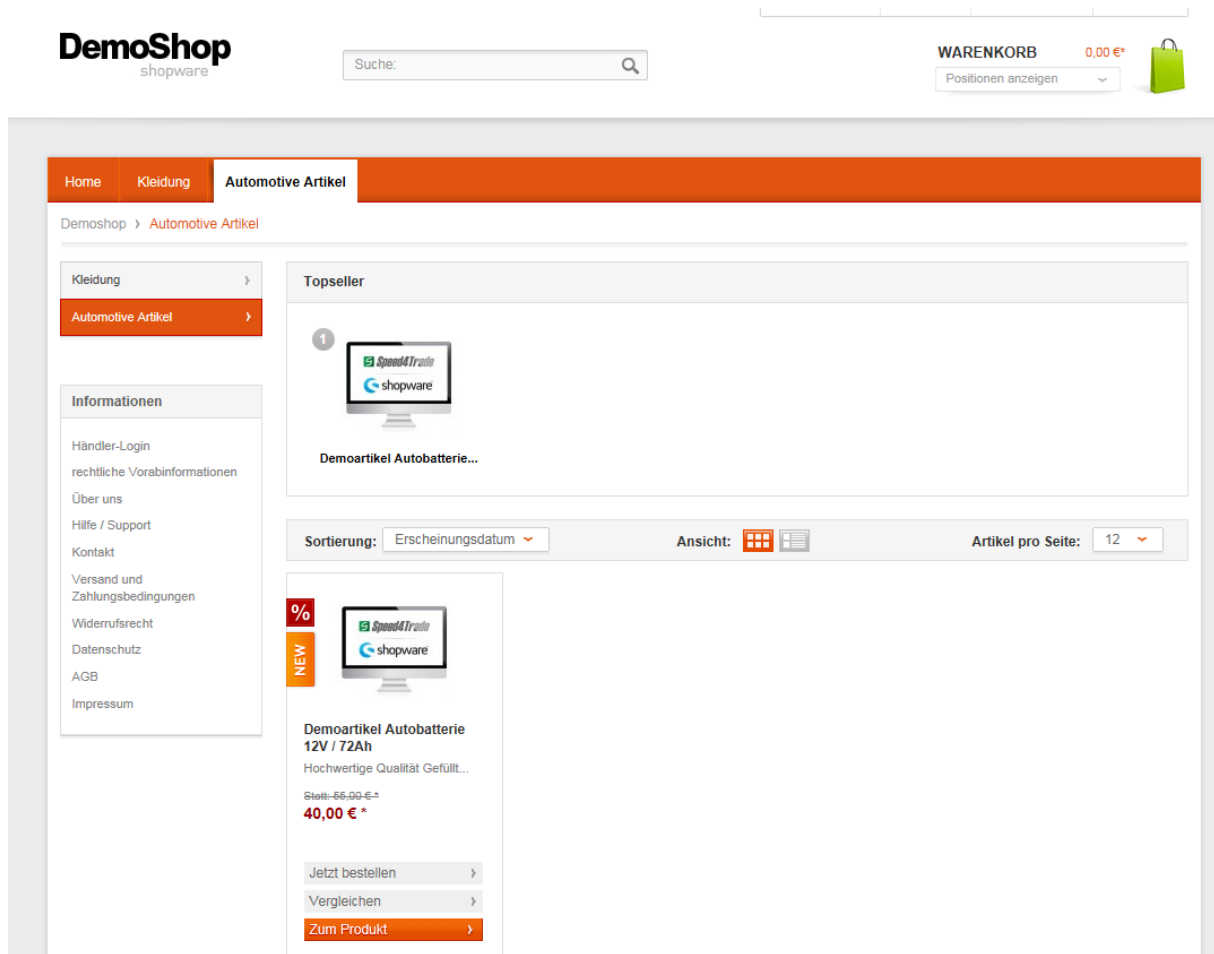 DemoShop
shopware
Suche:
WARENKORB 0,00 €*
Positionen anzeigen
Home Kleidung Automotive Artikel
Demoshop › Automotive Artikel
Kleidung ›
Automotive Artikel ›
Informationen
Händler-Login
rechtliche Vorabinformationen
Über uns
Hilfe / Support
Kontakt
Versand und
Zahlungsbedingungen
Widerrufsrecht
Datenschutz
AGB
Impressum
Topseller
1
Speed4Trade
shopware
Demoartikel Autobatterie...
Sortierung: Erscheinungsdatum Ansicht: Artikel pro Seite: 12
%
NEW
Speed4Trade
shopware
Demoartikel Autobatterie
12V / 72Ah
Hochwertige Qualität Gefüllt...
Statt: 55,00 € *
40,00 € *
Jetzt bestellen ›
Vergleichen ›
Zum Produkt ›